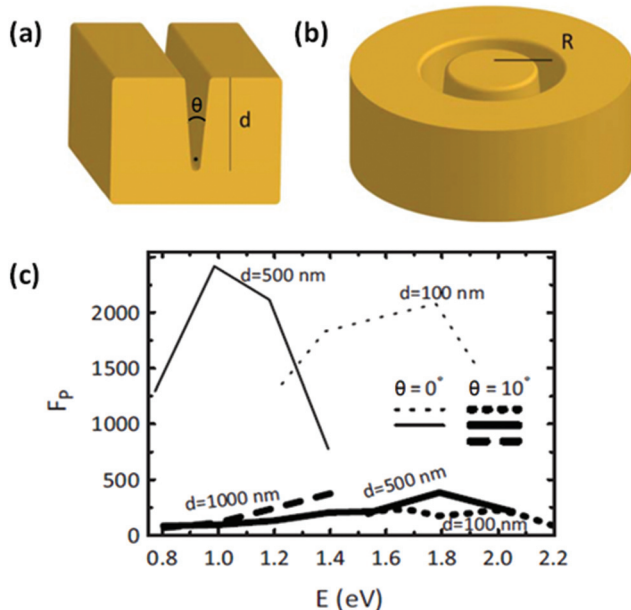 (a)
(b)
θ
d
R
(c)
F_P
2000
1500
1000
500
0
d=500 nm
d=100 nm
θ = 0°  θ = 10°
d=1000 nm
d=500 nm
d=100 nm
0.8 1.0 1.2 1.4 1.6 1.8 2.0 2.2
E (eV)